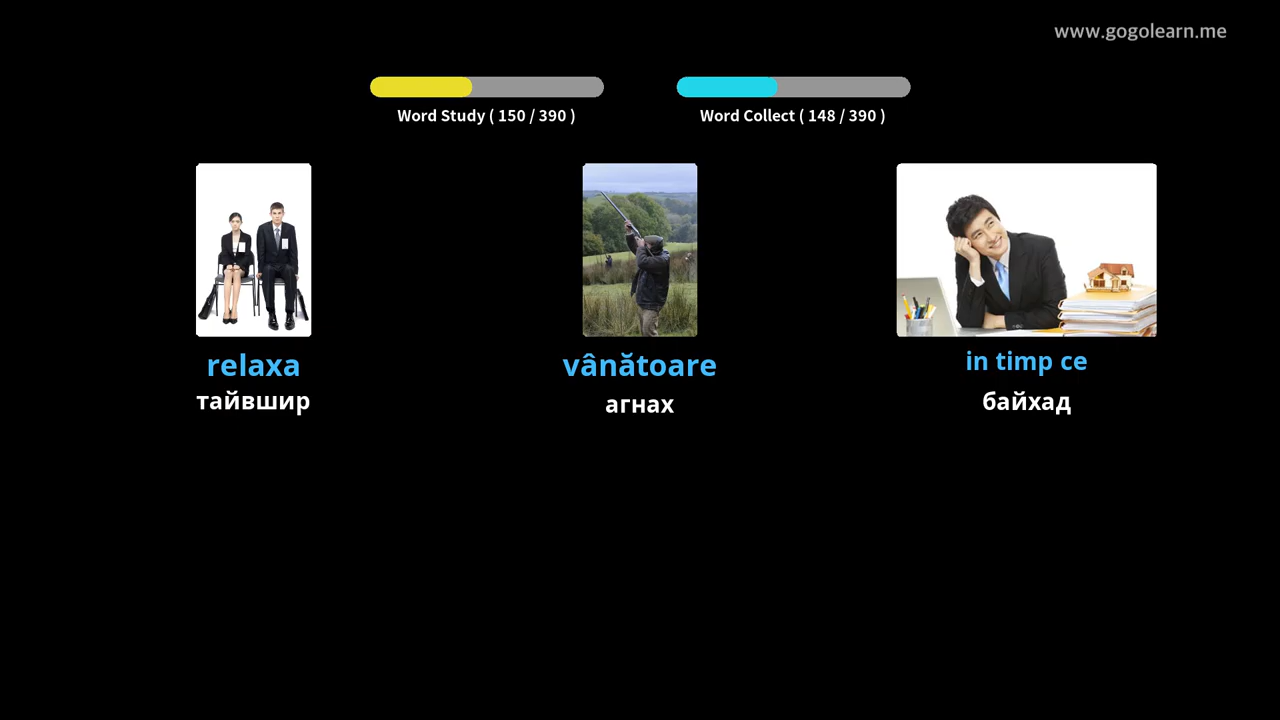 www.gogolearn.me
Word Study ( 150 / 390 )
Word Collect ( 148 / 390 )
relaxa
vânătoare
in timp ce
тайвшир
агнах
байхад